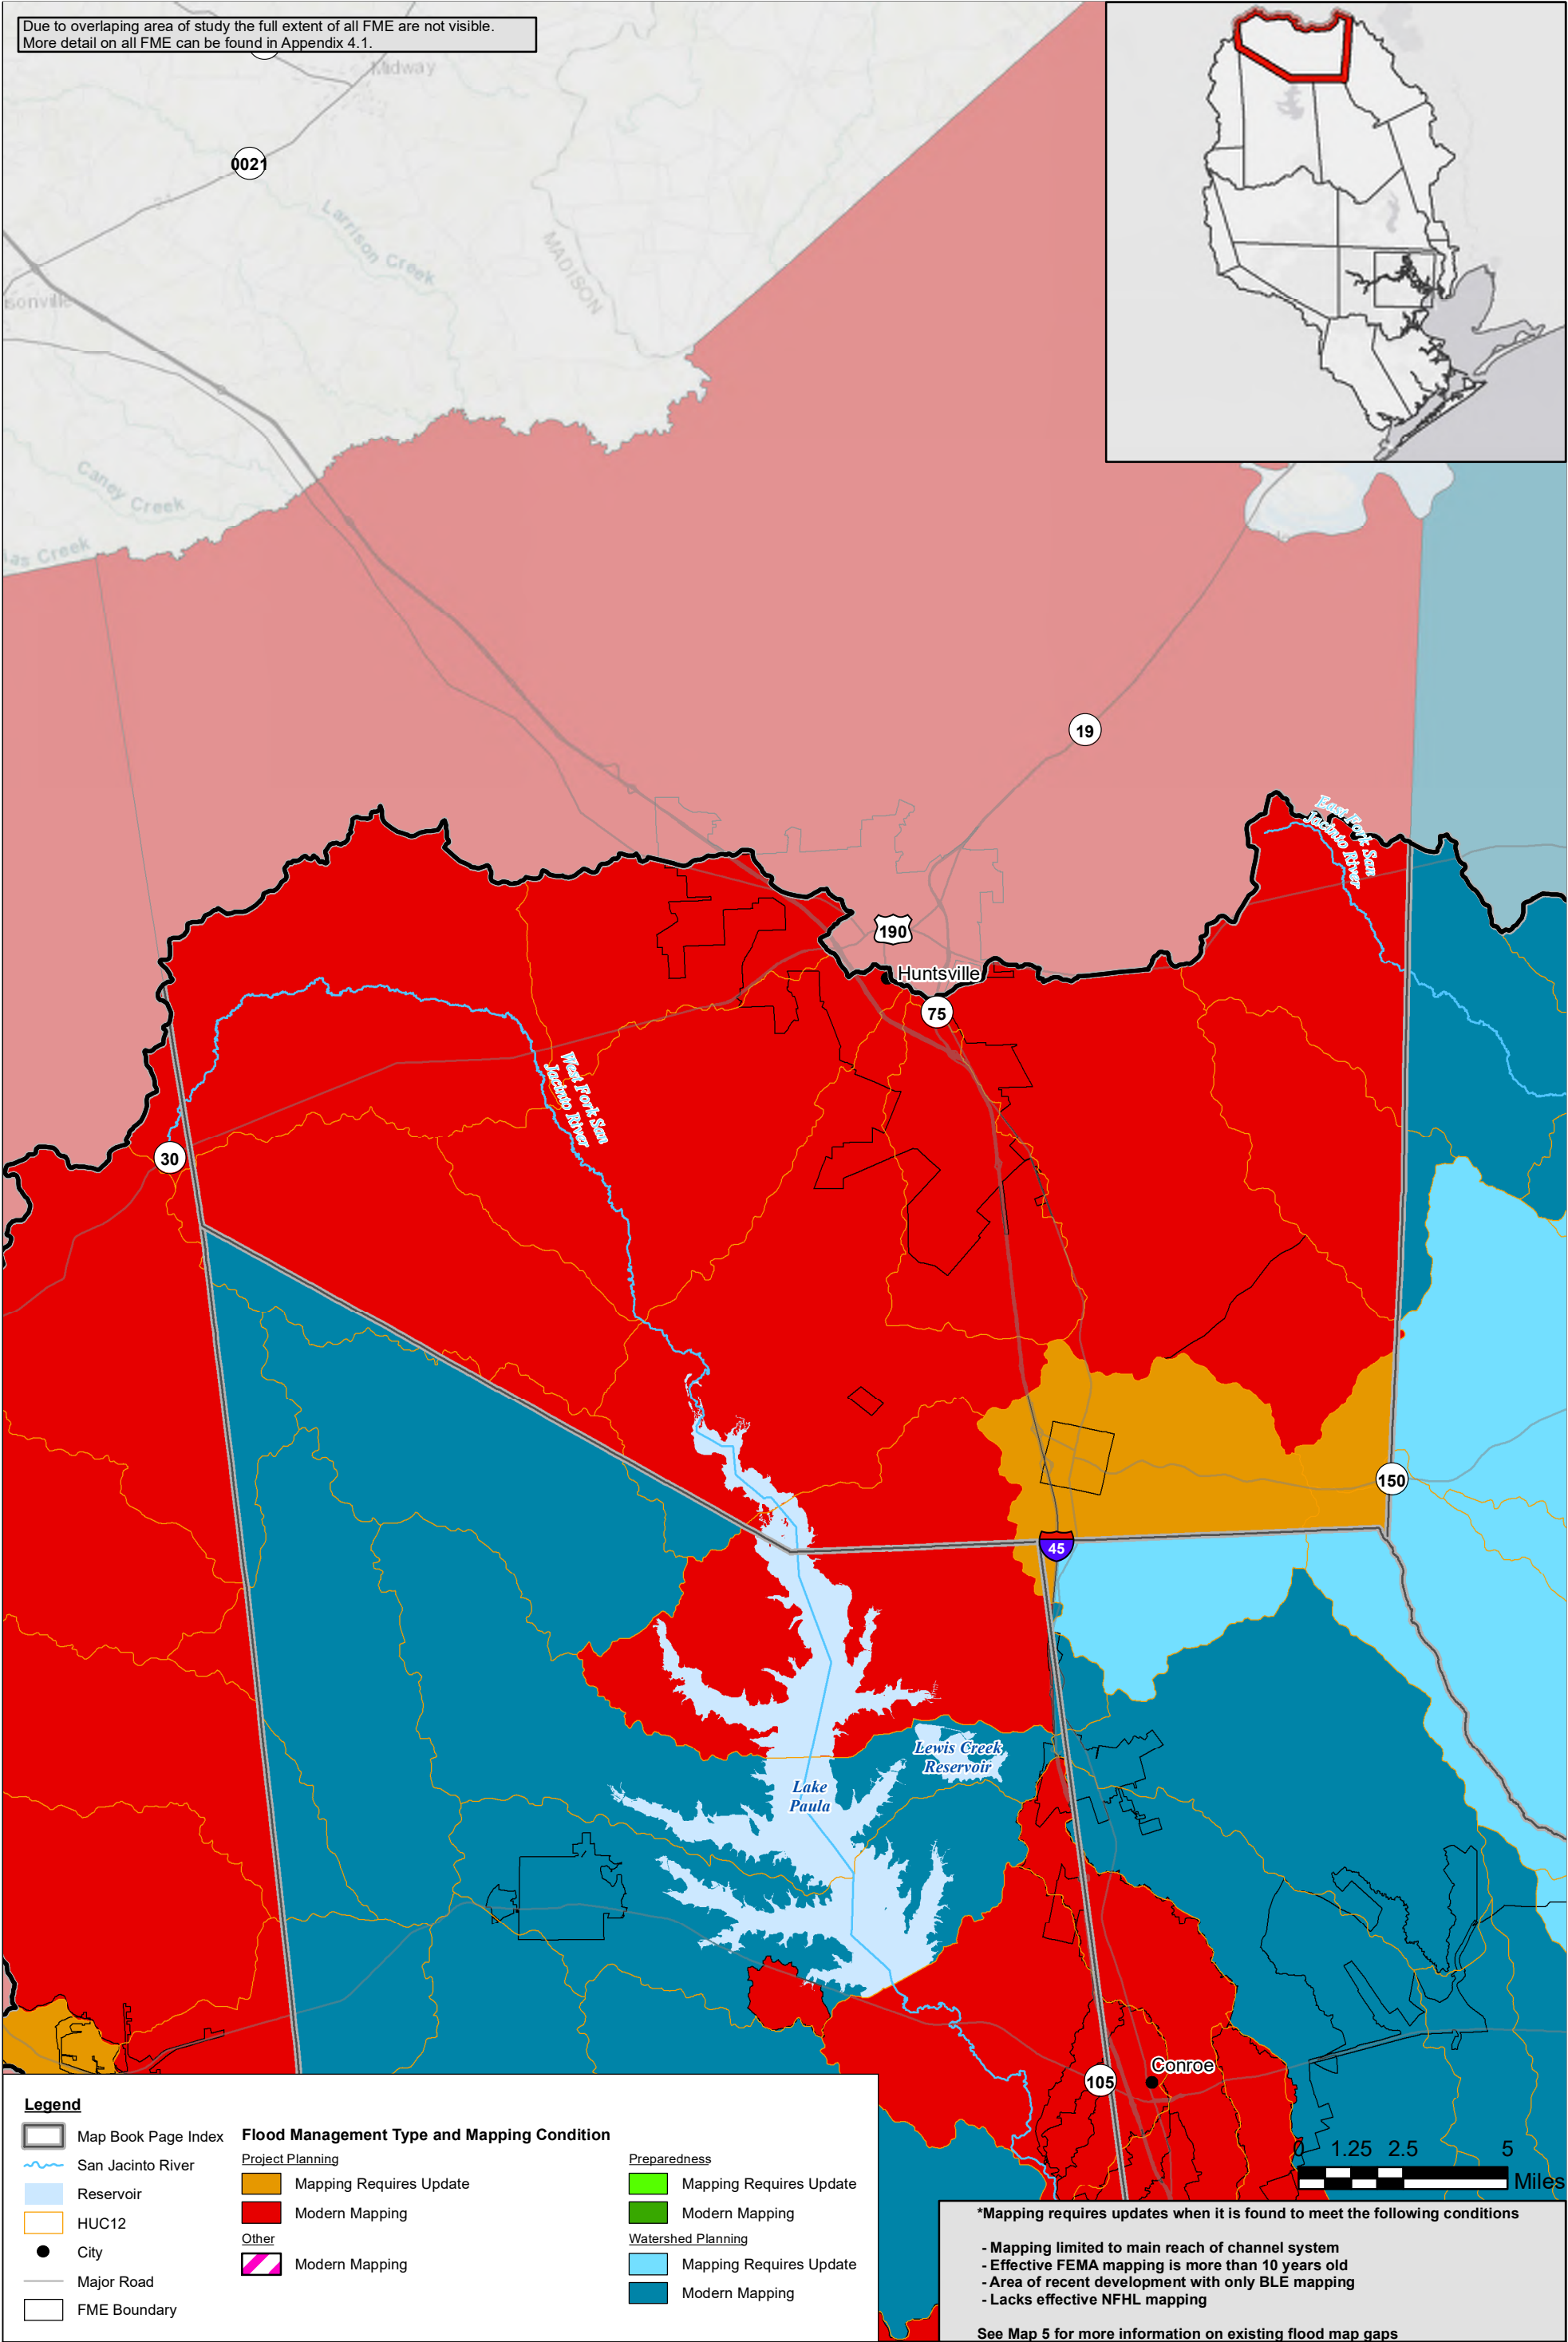 Due to overlaping area of study the full extent of all FME are not visible.
More detail on all FME can be found in Appendix 4.1.
Midway
0021
Larrison Creek
MADISON
sonville
Caney Creek
as Creek
19
East Fork San
Jacinto River
190
Huntsville
75
West Fork San
Jacinto River
30
150
45
Lewis Creek
Reservoir
Lake
Paula
Conroe
105
0 1.25 2.5 5
Miles
Legend
Map Book Page Index
San Jacinto River
Reservoir
HUC12
City
Major Road
FME Boundary
Flood Management Type and Mapping Condition
Project Planning
Mapping Requires Update
Modern Mapping
Other
Modern Mapping
Preparedness
Mapping Requires Update
Modern Mapping
Watershed Planning
Mapping Requires Update
Modern Mapping
*Mapping requires updates when it is found to meet the following conditions
- Mapping limited to main reach of channel system
- Effective FEMA mapping is more than 10 years old
- Area of recent development with only BLE mapping
- Lacks effective NFHL mapping
See Map 5 for more information on existing flood map gaps